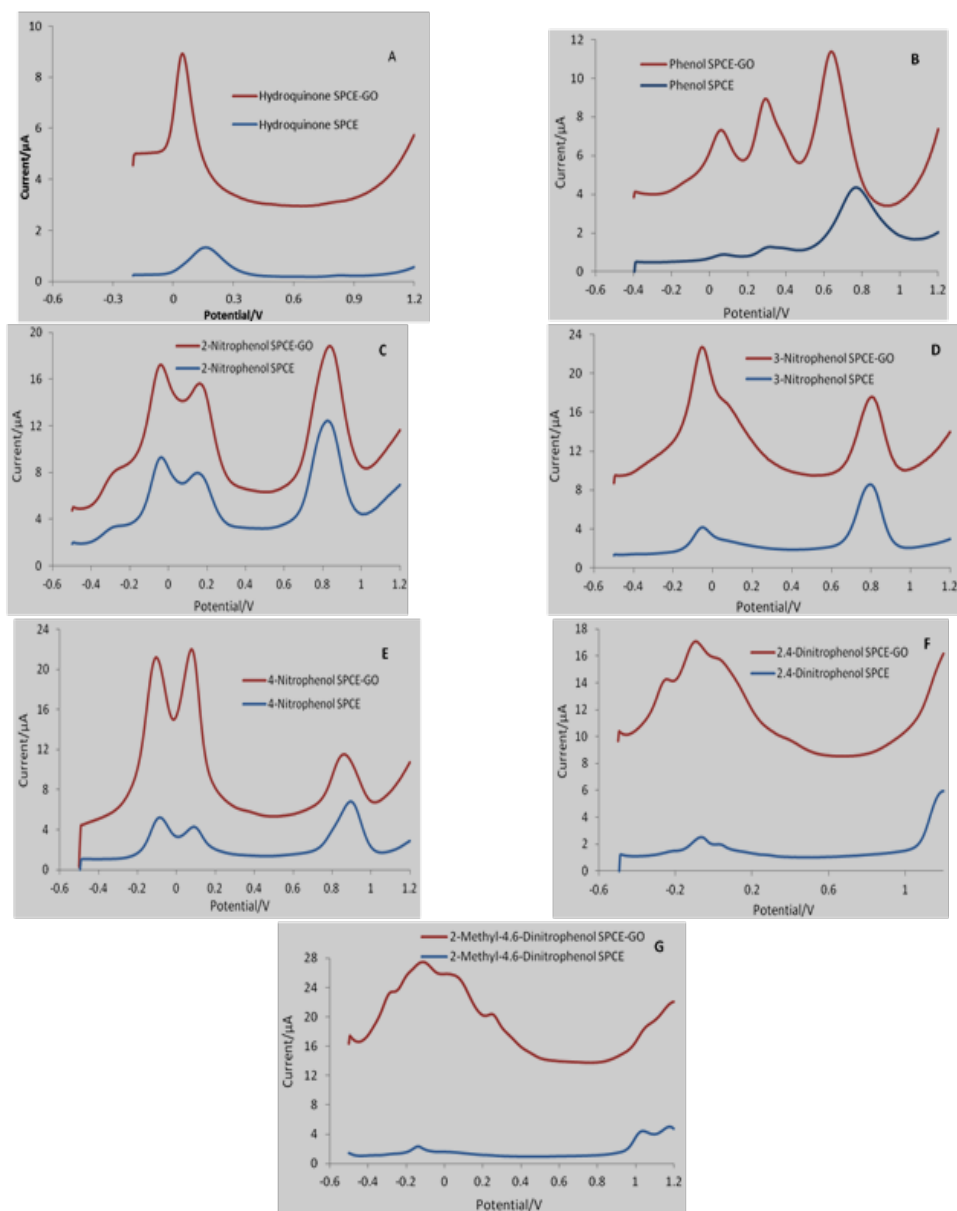 A
Hydroquinone SPCE-GO
Hydroquinone SPCE
Current/µA
10
8
6
4
2
0
-0.6 -0.3 0 0.3 0.6 0.9 1.2
Potential/V
B
Phenol SPCE-GO
Phenol SPCE
Current/µA
12
10
8
6
4
2
0
-0.6 -0.4 -0.2 0 0.2 0.4 0.6 0.8 1 1.2
Potential/V
C
2-Nitrophenol SPCE-GO
2-Nitrophenol SPCE
Current/µA
20
16
12
8
4
0
-0.6 -0.4 -0.2 0 0.2 0.4 0.6 0.8 1 1.2
Potential/V
D
3-Nitrophenol SPCE-GO
3-Nitrophenol SPCE
Current/µA
24
20
16
12
8
4
0
-0.6 -0.4 -0.2 0 0.2 0.4 0.6 0.8 1 1.2
Potential/V
E
4-Nitrophenol SPCE-GO
4-Nitrophenol SPCE
Current/µA
24
20
16
12
8
4
0
-0.6 -0.4 -0.2 0 0.2 0.4 0.6 0.8 1 1.2
Potential/V
F
2.4-Dinitrophenol SPCE-GO
2.4-Dinitrophenol SPCE
Current/µA
18
16
14
12
10
8
6
4
2
0
-0.6 -0.2 0.2 0.6 1
Potential/V
G
2-Methyl-4.6-Dinitrophenol SPCE-GO
2-Methyl-4.6-Dinitrophenol SPCE
Current/µA
28
24
20
16
12
8
4
0
-0.6 -0.4 -0.2 0 0.2 0.4 0.6 0.8 1 1.2
Potential/V